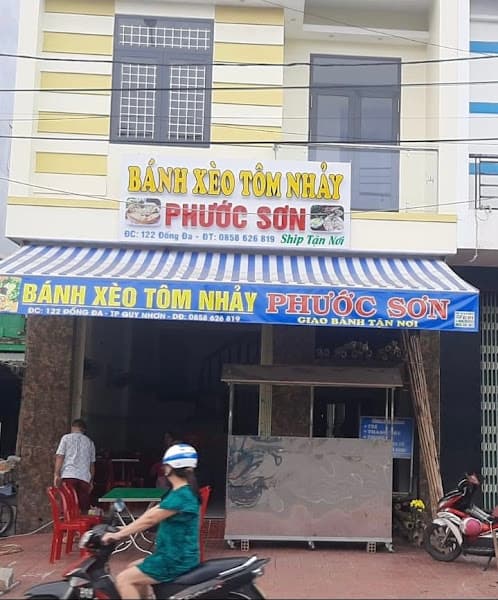 BÁNH XÈO TÔM NHẢY
PHƯỚC SƠN
ĐC: 122 Đống Đa - ĐT: 0858 626 819 Ship Tận Nơi
BÁNH XÈO TÔM NHẢY PHƯỚC SƠN
ĐC: 122 ĐỐNG ĐA - TP QUY NHƠN - DĐ: 0858 626 819
GIAO BÁNH TẬN NƠI